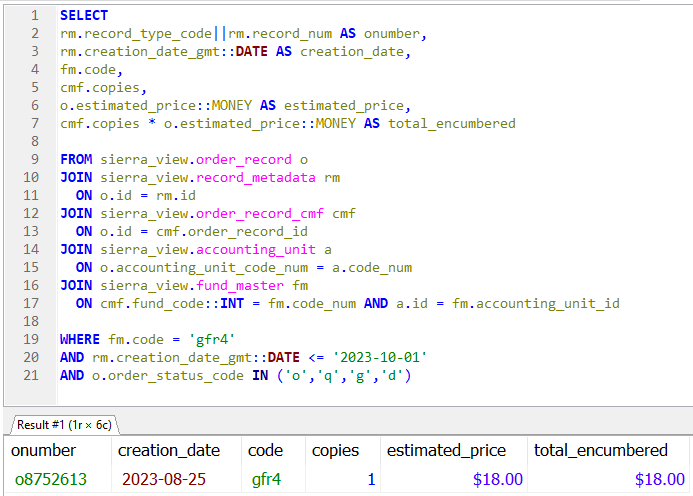 1 SELECT
2 rm.record_type_code||rm.record_num AS onumber,
3 rm.creation_date_gmt::DATE AS creation_date,
4 fm.code,
5 cmf.copies,
6 o.estimated_price::MONEY AS estimated_price,
7 cmf.copies * o.estimated_price::MONEY AS total_encumbered
8
9 FROM sierra_view.order_record o
10 JOIN sierra_view.record_metadata rm
11 ON o.id = rm.id
12 JOIN sierra_view.order_record_cmf cmf
13 ON o.id = cmf.order_record_id
14 JOIN sierra_view.accounting_unit a
15 ON o.accounting_unit_code_num = a.code_num
16 JOIN sierra_view.fund_master fm
17 ON cmf.fund_code::INT = fm.code_num AND a.id = fm.accounting_unit_id
18
19 WHERE fm.code = 'gfr4'
20 AND rm.creation_date_gmt::DATE <= '2023-10-01'
21 AND o.order_status_code IN ('o','q','g','d')
Result #1 (1r × 6c)
onumber creation_date code copies estimated_price total_encumbered
o8752613 2023-08-25 gfr4 1 $18.00 $18.00